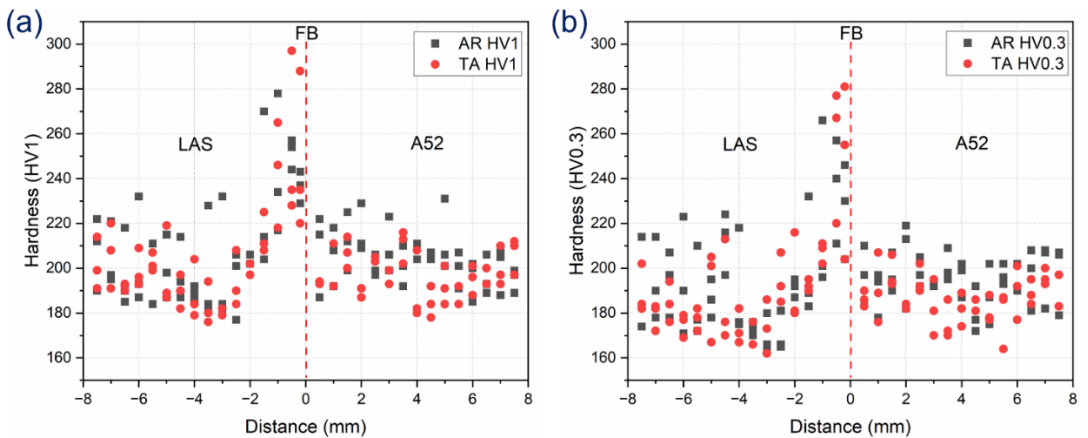 (a)
FB
AR HV1
TA HV1
LAS
A52
Hardness (HV1)
300
280
260
240
220
200
180
160
−8
−6
−4
−2
0
2
4
6
8
Distance (mm)
(b)
FB
AR HV0.3
TA HV0.3
LAS
A52
Hardness (HV0.3)
300
280
260
240
220
200
180
160
−8
−6
−4
−2
0
2
4
6
8
Distance (mm)